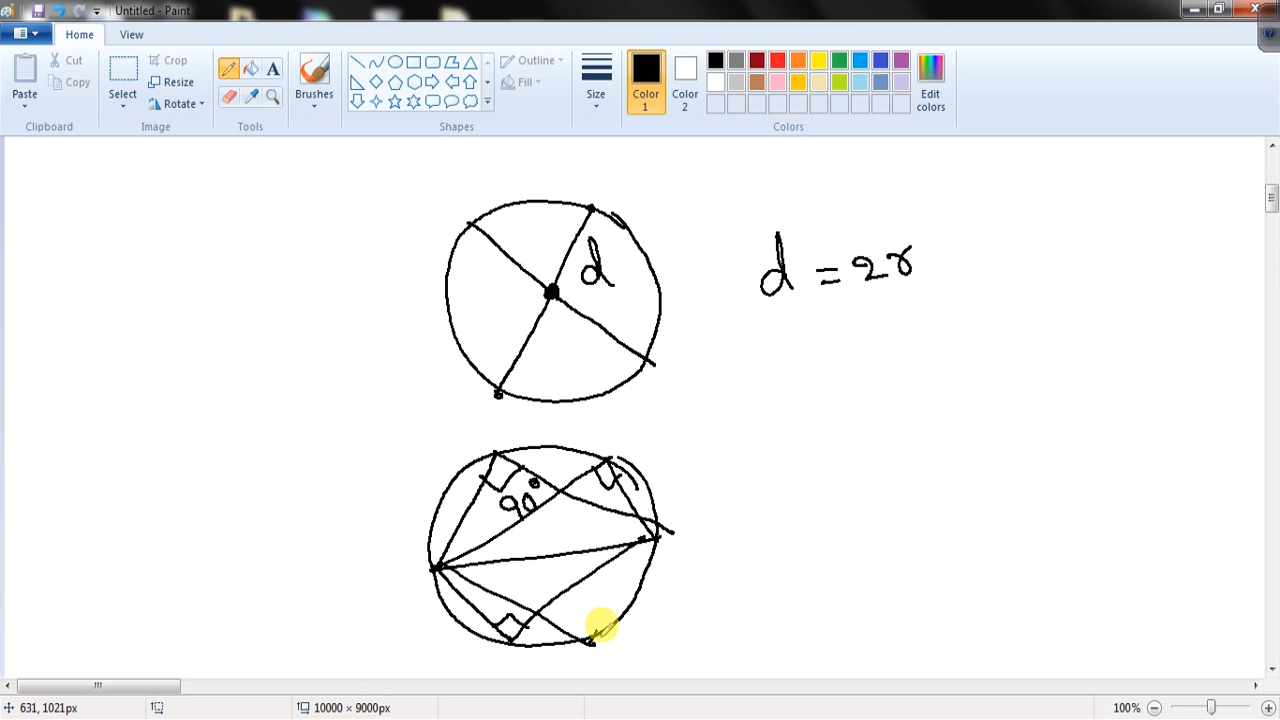 Untitled - Paint
Home View
Paste
Cut
Copy
Clipboard
Select
Crop
Resize
Rotate
Image
A
Tools
Brushes
Outline
Fill
Shapes
Size
Color 1
Color 2
Edit colors
Colors
d
d = 2r
90°
631, 1021px
10000 × 9000px
100%